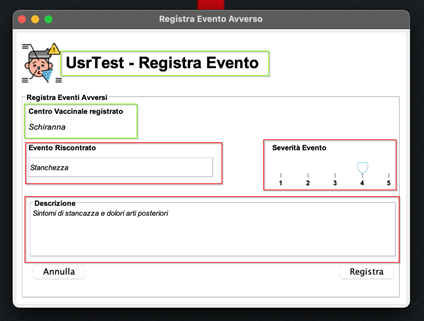 Registra Evento Avverso
UsrTest - Registra Evento
Registra Eventi Avversi
Centro Vaccinale registrato
Schiranna
Evento Riscontrato
Severità Evento
Stanchezza
1 2 3 4 5
Descrizione
Sintomi di stancazza e dolori arti posteriori
Annulla
Registra